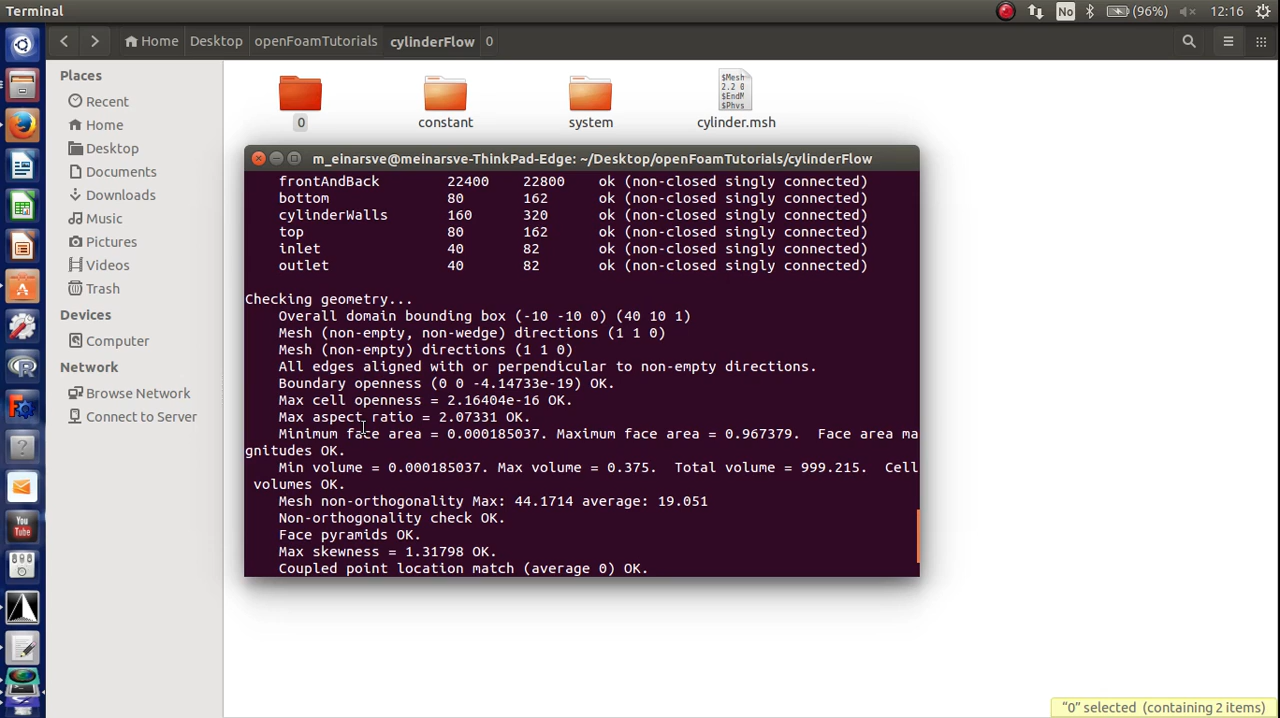 Terminal
No
(96%)
12:16
Home
Desktop
openFoamTutorials
cylinderFlow
0
Places
Recent
Home
Desktop
Documents
Downloads
Music
Pictures
Videos
Trash
Devices
Computer
Network
Browse Network
Connect to Server
0
constant
system
$Mesh
2.2 0
$EndM
$Phys
cylinder.msh
m_einarsve@meinarsve-ThinkPad-Edge: ~/Desktop/openFoamTutorials/cylinderFlow
frontAndBack 22400 22800 ok (non-closed singly connected)
bottom 80 162 ok (non-closed singly connected)
cylinderWalls 160 320 ok (non-closed singly connected)
top 80 162 ok (non-closed singly connected)
inlet 40 82 ok (non-closed singly connected)
outlet 40 82 ok (non-closed singly connected)
Checking geometry...
Overall domain bounding box (-10 -10 0) (40 10 1)
Mesh (non-empty, non-wedge) directions (1 1 0)
Mesh (non-empty) directions (1 1 0)
All edges aligned with or perpendicular to non-empty directions.
Boundary openness (0 0 -4.14733e-19) OK.
Max cell openness = 2.16404e-16 OK.
Max aspect ratio = 2.07331 OK.
Minimum face area = 0.000185037. Maximum face area = 0.967379.  Face area ma
gnitudes OK.
Min volume = 0.000185037. Max volume = 0.375.  Total volume = 999.215.  Cell
volumes OK.
Mesh non-orthogonality Max: 44.1714 average: 19.051
Non-orthogonality check OK.
Face pyramids OK.
Max skewness = 1.31798 OK.
Coupled point location match (average 0) OK.
You
Tube
"0" selected (containing 2 items)